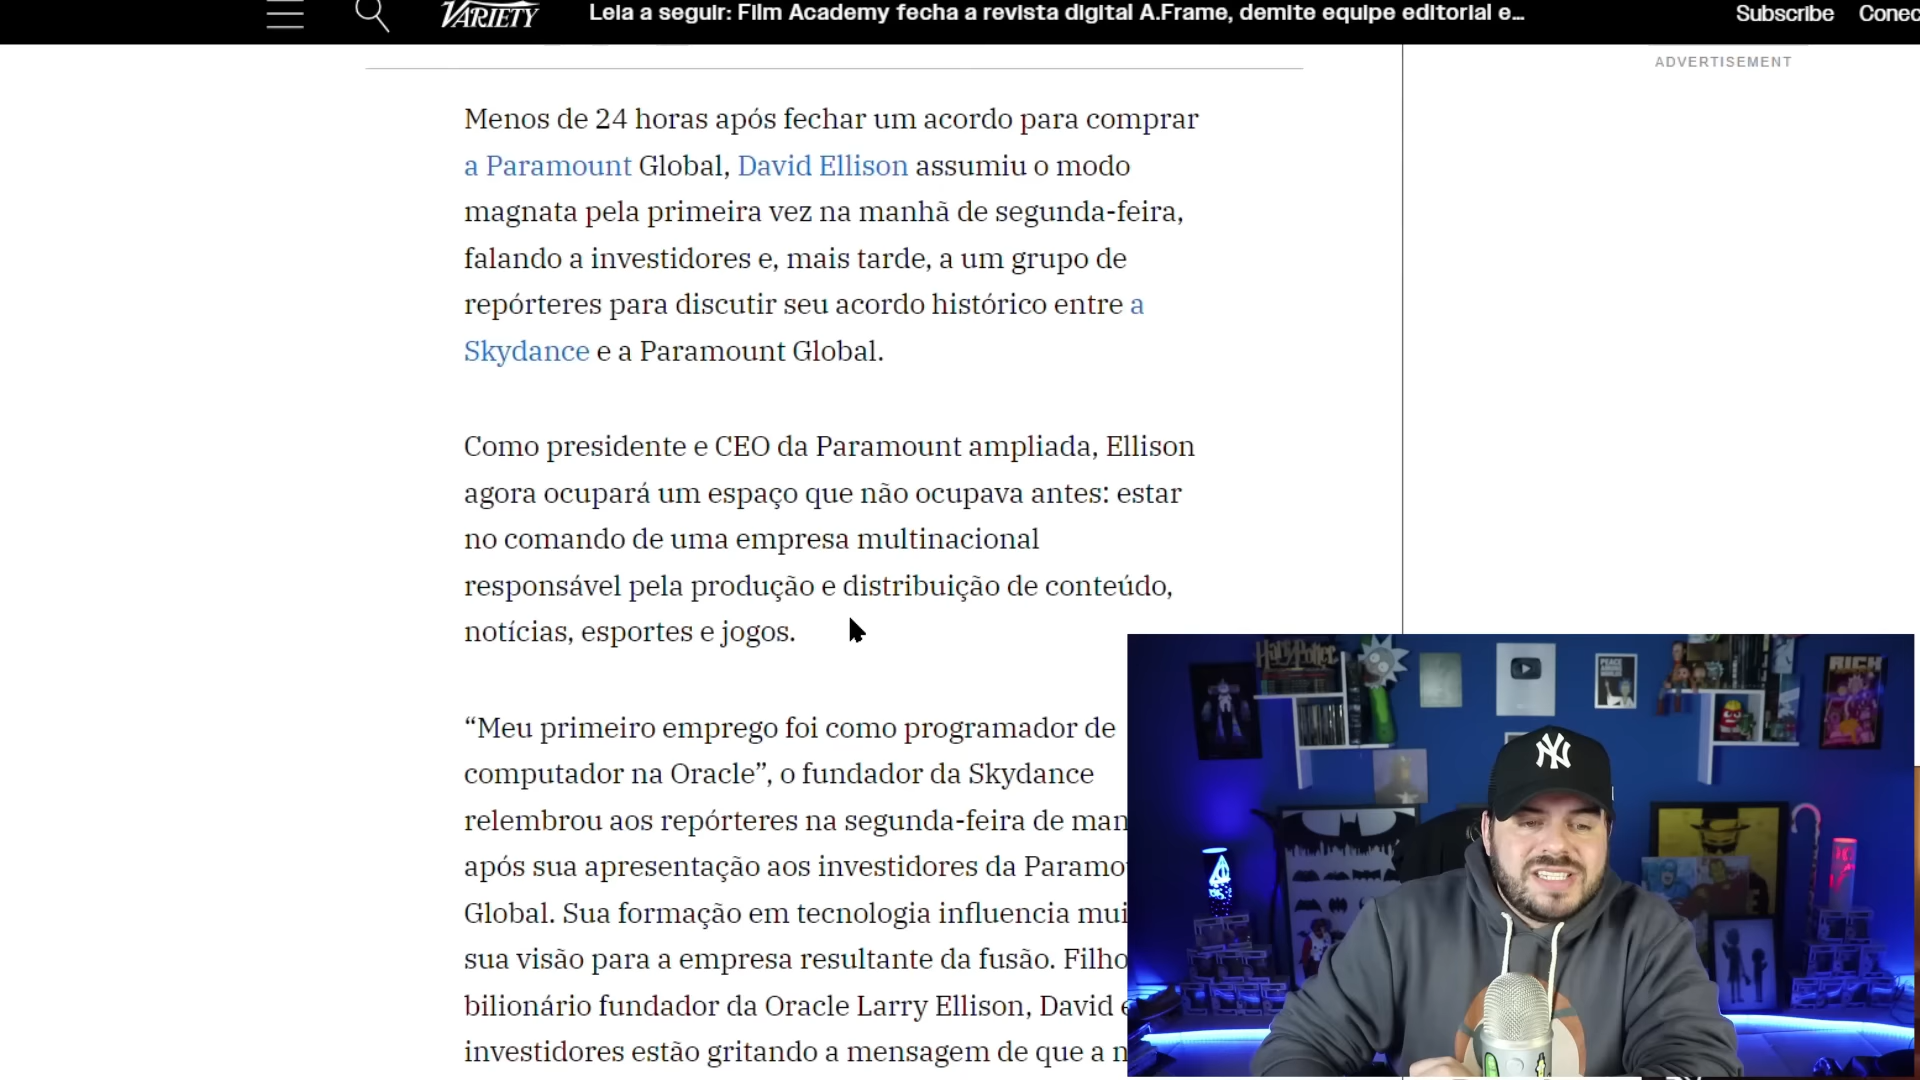 VARIETY
Leia a seguir: Film Academy fecha a revista digital A.Frame, demite equipe editorial e...
Subscribe
Conec
ADVERTISEMENT
Menos de 24 horas após fechar um acordo para comprar
a Paramount Global, David Ellison assumiu o modo
magnata pela primeira vez na manhã de segunda-feira,
falando a investidores e, mais tarde, a um grupo de
repórteres para discutir seu acordo histórico entre a
Skydance e a Paramount Global.
Como presidente e CEO da Paramount ampliada, Ellison
agora ocupará um espaço que não ocupava antes: estar
no comando de uma empresa multinacional
responsável pela produção e distribuição de conteúdo,
notícias, esportes e jogos.
“Meu primeiro emprego foi como programador de
computador na Oracle”, o fundador da Skydance
relembrou aos repórteres na segunda-feira de man
após sua apresentação aos investidores da Paramo
Global. Sua formação em tecnologia influencia mui
sua visão para a empresa resultante da fusão. Filho
bilionário fundador da Oracle Larry Ellison, David e
investidores estão gritando a mensagem de que a n
Harry Potter
PEACE
RICK
NY